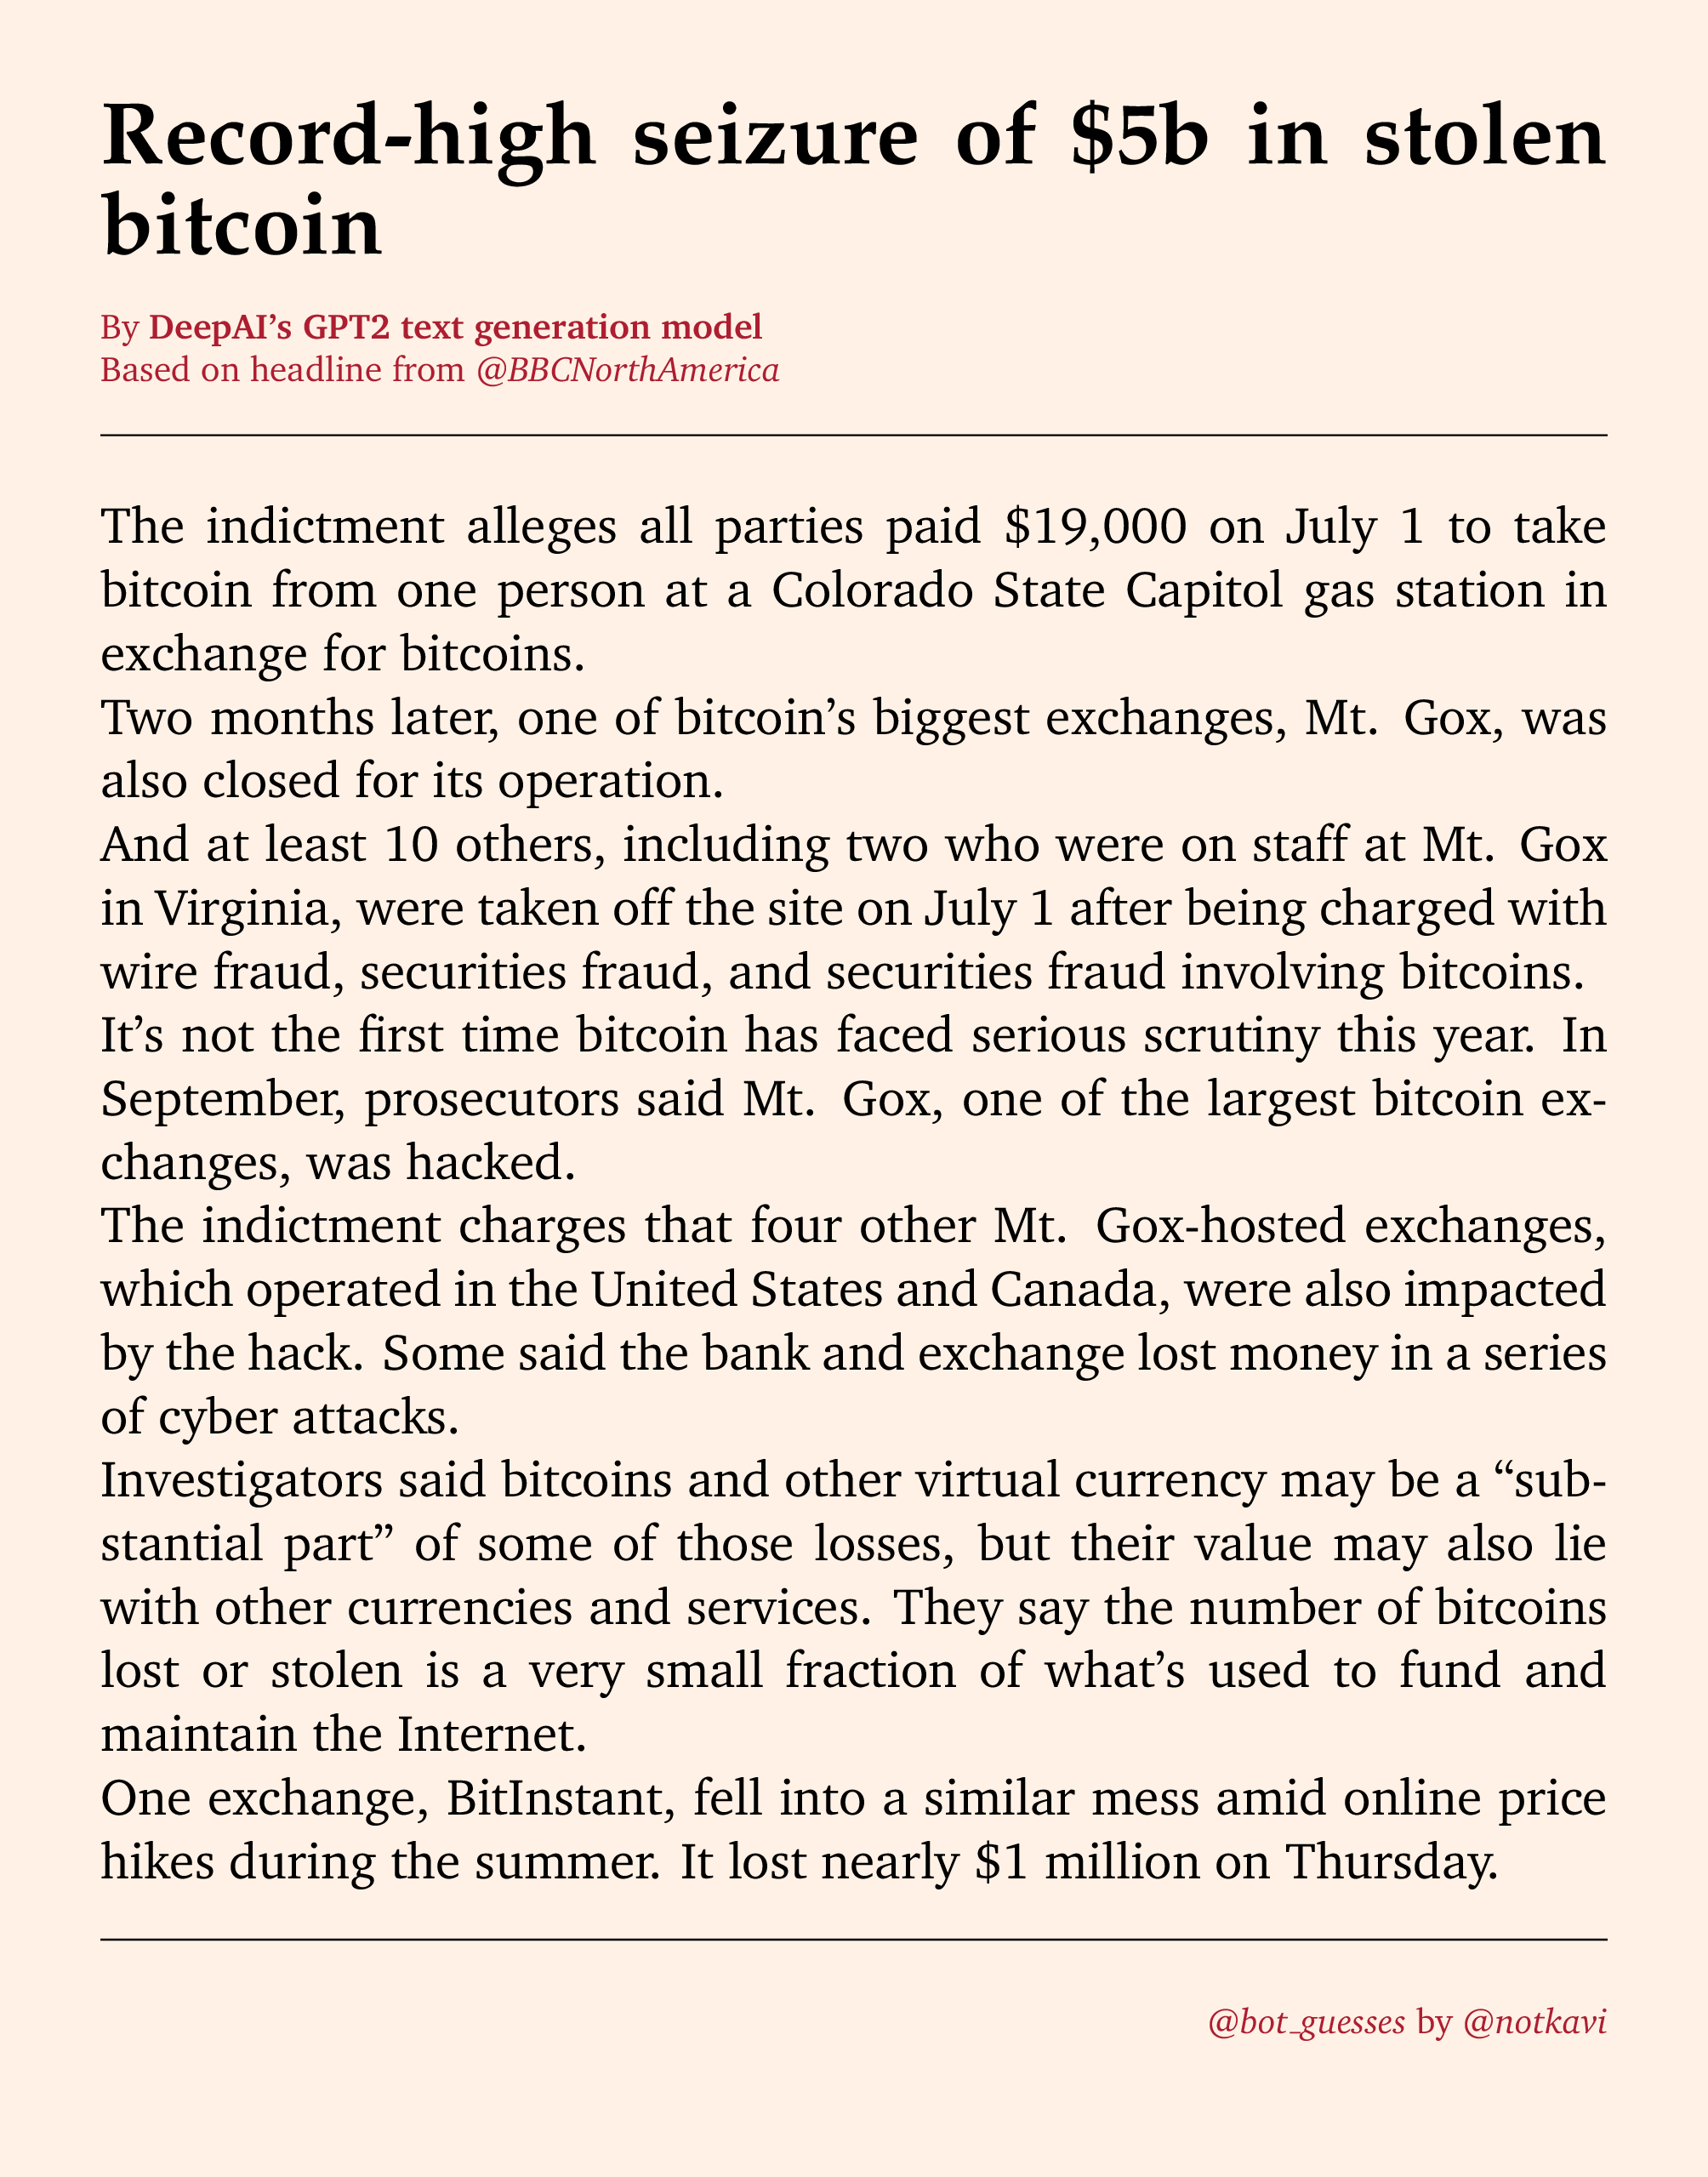 Record-high seizure of $5b in stolen
bitcoin
By DeepAI’s GPT2 text generation model
Based on headline from @BBCNorthAmerica
The indictment alleges all parties paid $19,000 on July 1 to take
bitcoin from one person at a Colorado State Capitol gas station in
exchange for bitcoins.
Two months later, one of bitcoin’s biggest exchanges, Mt. Gox, was
also closed for its operation.
And at least 10 others, including two who were on staff at Mt. Gox
in Virginia, were taken off the site on July 1 after being charged with
wire fraud, securities fraud, and securities fraud involving bitcoins.
It’s not the first time bitcoin has faced serious scrutiny this year. In
September, prosecutors said Mt. Gox, one of the largest bitcoin ex-
changes, was hacked.
The indictment charges that four other Mt. Gox-hosted exchanges,
which operated in the United States and Canada, were also impacted
by the hack. Some said the bank and exchange lost money in a series
of cyber attacks.
Investigators said bitcoins and other virtual currency may be a “sub-
stantial part” of some of those losses, but their value may also lie
with other currencies and services. They say the number of bitcoins
lost or stolen is a very small fraction of what’s used to fund and
maintain the Internet.
One exchange, BitInstant, fell into a similar mess amid online price
hikes during the summer. It lost nearly $1 million on Thursday.
@bot_guesses by @notkavi